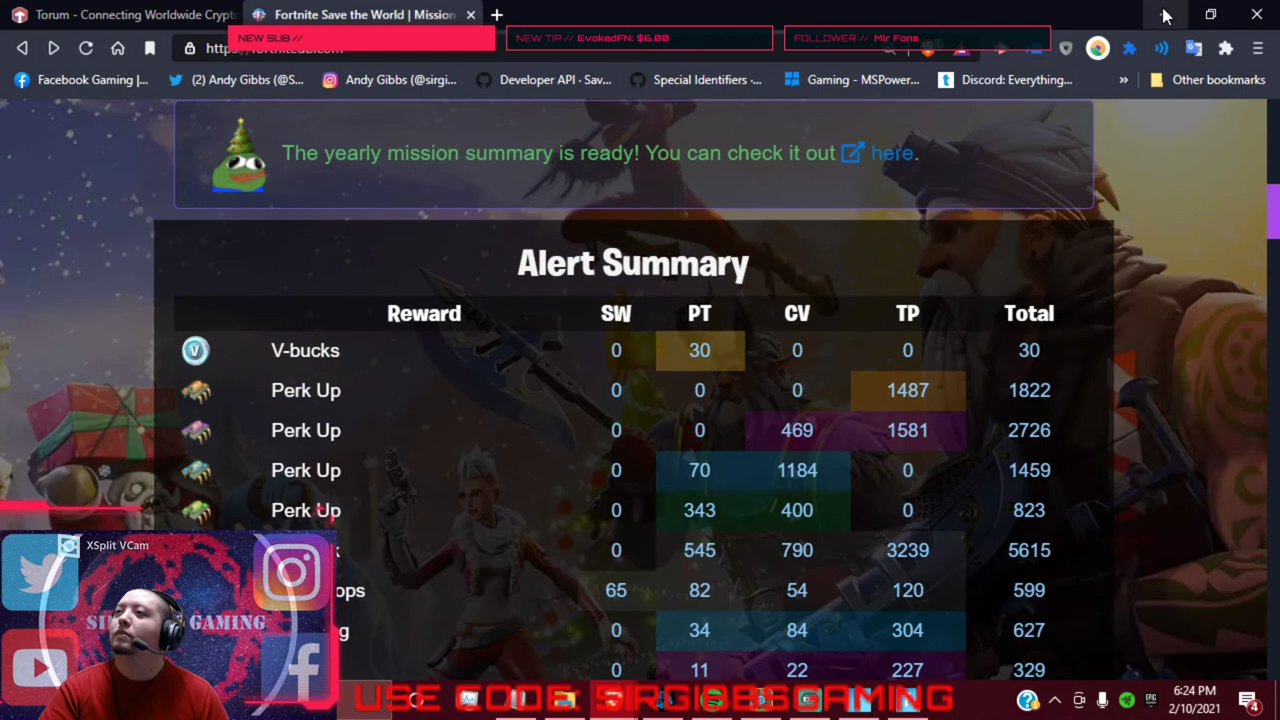 Torum - Connecting Worldwide Crypto
Fortnite Save the World | Mission
NEW SUB //
NEW TIP // EvokedFN: $6.00
FOLLOWER // M1r Fons
Facebook Gaming |...
(2) Andy Gibbs (@S...
Andy Gibbs (@sirgi...
Developer API - Sav...
Special Identifiers -...
Gaming - MSPower...
Discord: Everything...
»
Other bookmarks
The yearly mission summary is ready! You can check it out here.
Alert Summary
Reward SW PT CV TP Total
V-bucks 0 30 0 0 30
Perk Up 0 0 0 1487 1822
Perk Up 0 0 469 1581 2726
Perk Up 0 70 1184 0 1459
Perk Up 0 343 400 0 823
0 545 790 3239 5615
ops 65 82 54 120 599
g 0 34 84 304 627
0 11 22 227 329
XSplit VCam
GAMING
USE CODE: SIRGIBBSGAMING
EPIC
6:24 PM
2/10/2021
4